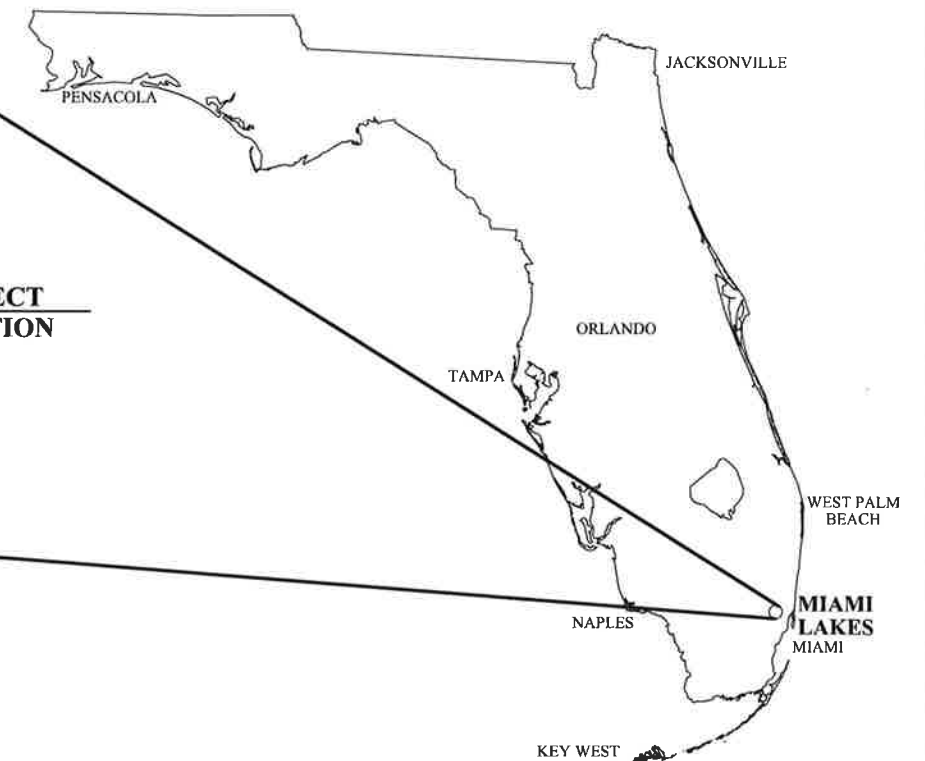 JACKSONVILLE
PENSACOLA
ECT
TION
ORLANDO
TAMPA
WEST PALM
BEACH
MIAMI
LAKES
NAPLES
MIAMI
KEY WEST